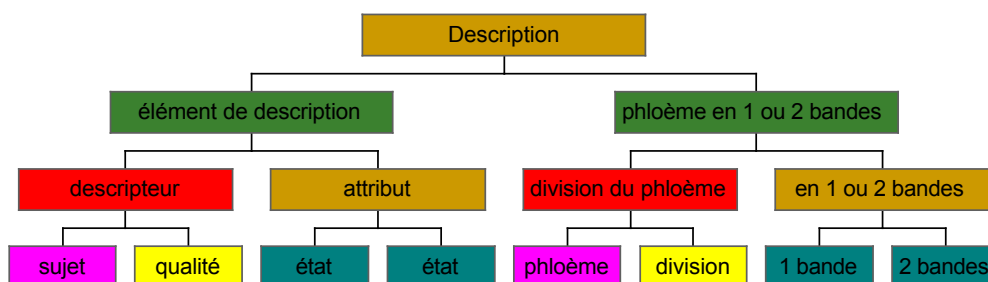 Description
élément de description
phloème en 1 ou 2 bandes
descripteur
attribut
division du phloème
en 1 ou 2 bandes
sujet
qualité
état
état
phloème
division
1 bande
2 bandes